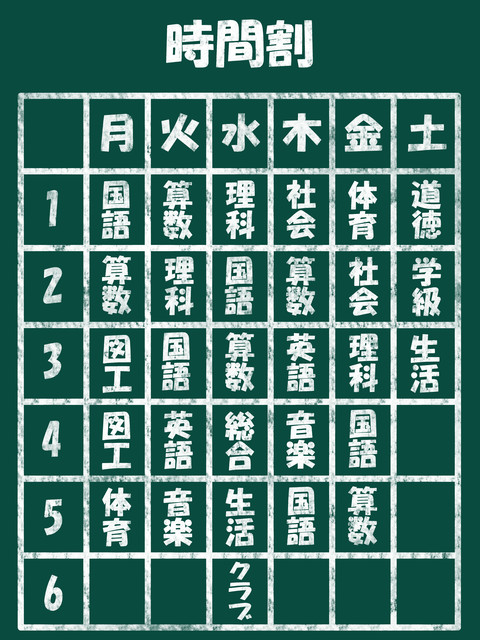 時間割
月 火 水 木 金 土
1 国語 算数 理科 社会 体育 道徳
2 算数 理科 国語 算数 社会 学級
3 図工 国語 算数 英語 理科 生活
4 図工 英語 総合 音楽 国語
5 体育 音楽 生活 国語 算数
6 クラブ